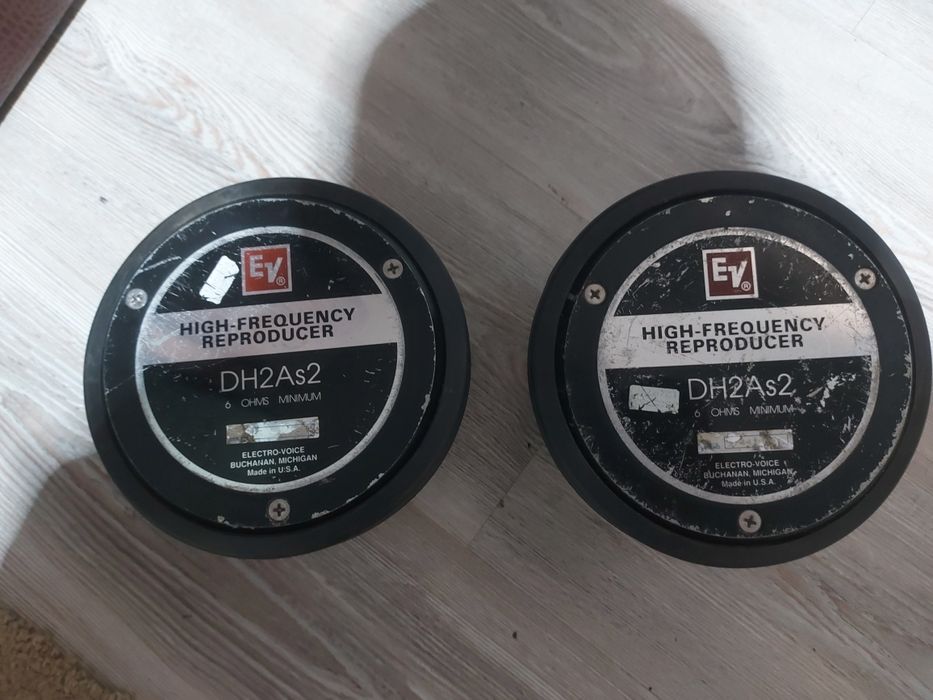 EV®
HIGH-FREQUENCY
REPRODUCER
DH2As2
6 OHMS MINIMUM
ELECTRO-VOICE
BUCHANAN, MICHIGAN
Made in U.S.A.
EV®
HIGH-FREQUENCY
REPRODUCER
DH2As2
6 OHMS MINIMUM
ELECTRO-VOICE
BUCHANAN, MICHIGAN
Made in U.S.A.